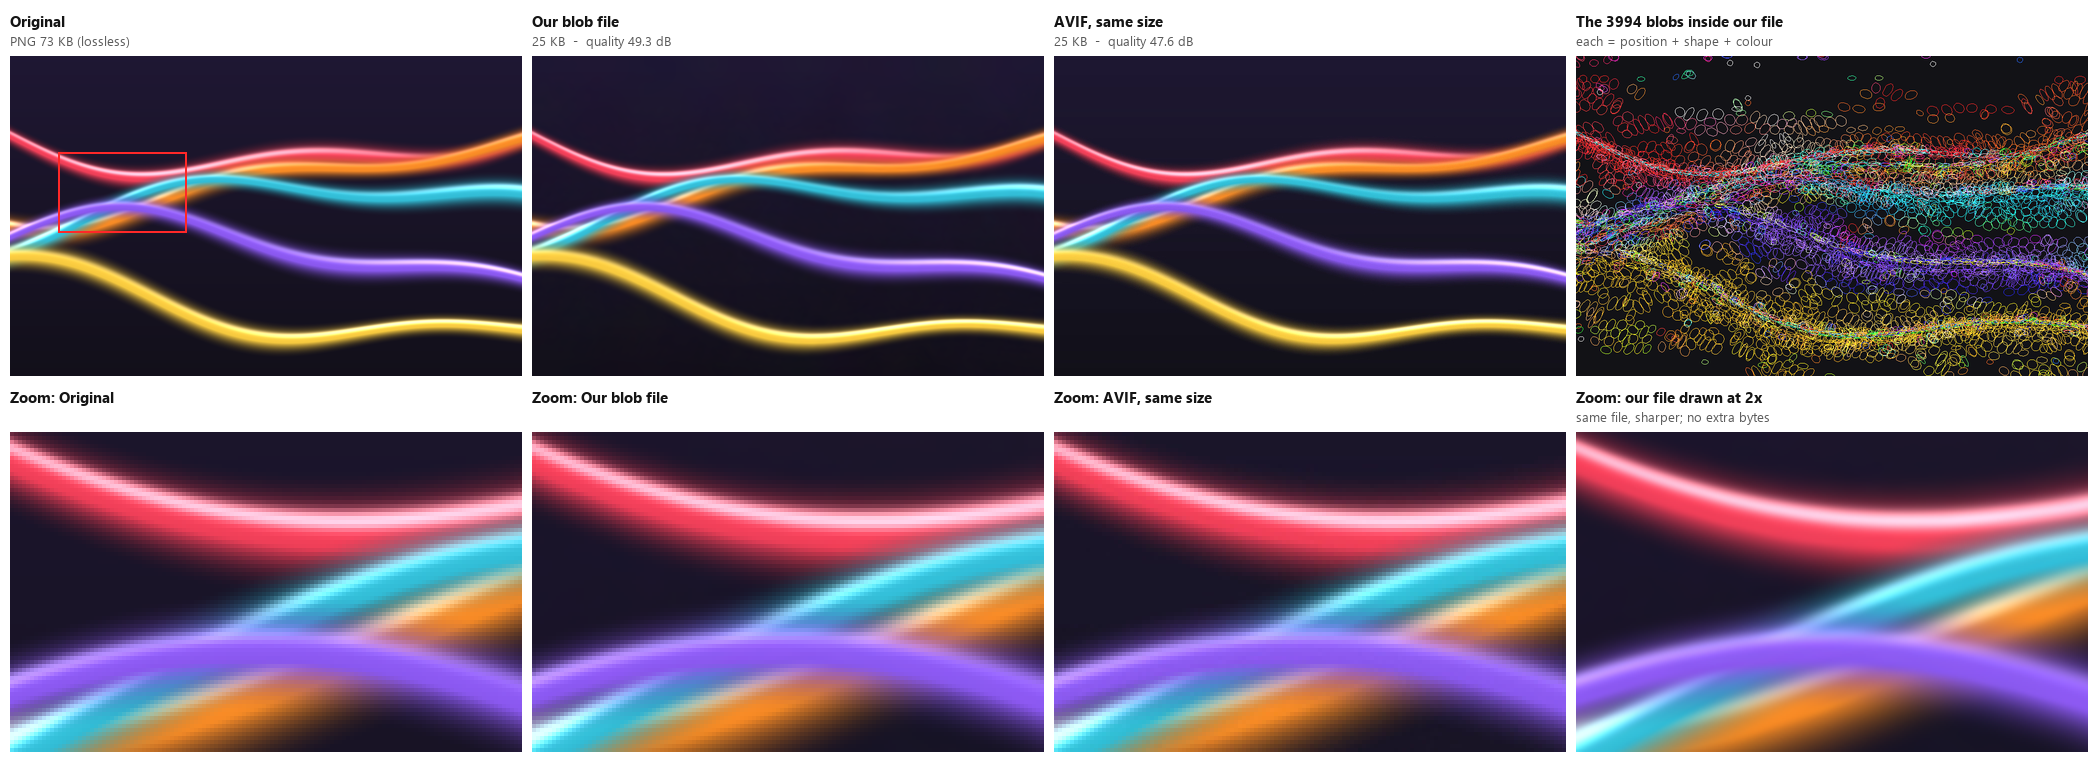 Original
PNG 73 KB (lossless)
Our blob file
25 KB - quality 49.3 dB
AVIF, same size
25 KB - quality 47.6 dB
The 3994 blobs inside our file
each = position + shape + colour
Zoom: Original
Zoom: Our blob file
Zoom: AVIF, same size
Zoom: our file drawn at 2x
same file, sharper; no extra bytes